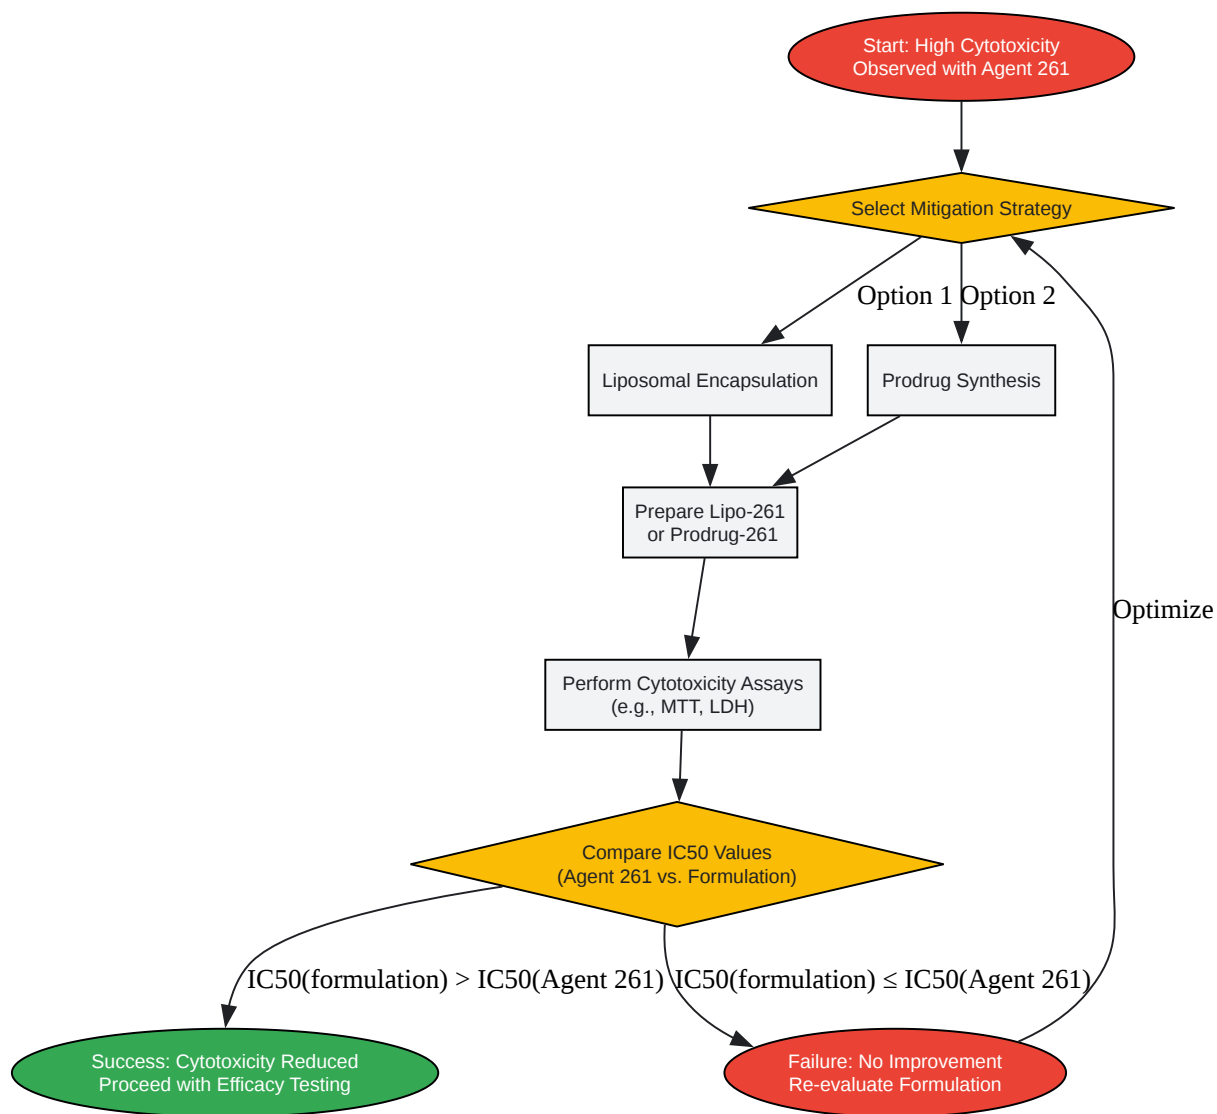 Start: High Cytotoxicity
Observed with Agent 261
Select Mitigation Strategy
Option 1
Option 2
Liposomal Encapsulation
Prodrug Synthesis
Prepare Lipo-261
or Prodrug-261
Optimize
Perform Cytotoxicity Assays
(e.g., MTT, LDH)
Compare IC50 Values
(Agent 261 vs. Formulation)
IC50(formulation) > IC50(Agent 261)
IC50(formulation) ≤ IC50(Agent 261)
Success: Cytotoxicity Reduced
Proceed with Efficacy Testing
Failure: No Improvement
Re-evaluate Formulation